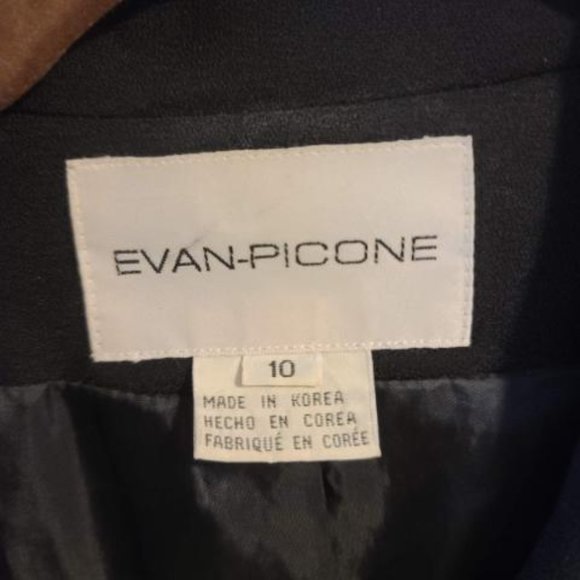 EVAN-PICONE
10
MADE IN KOREA
HECHO EN COREA
FABRIQUÉ EN CORÉE